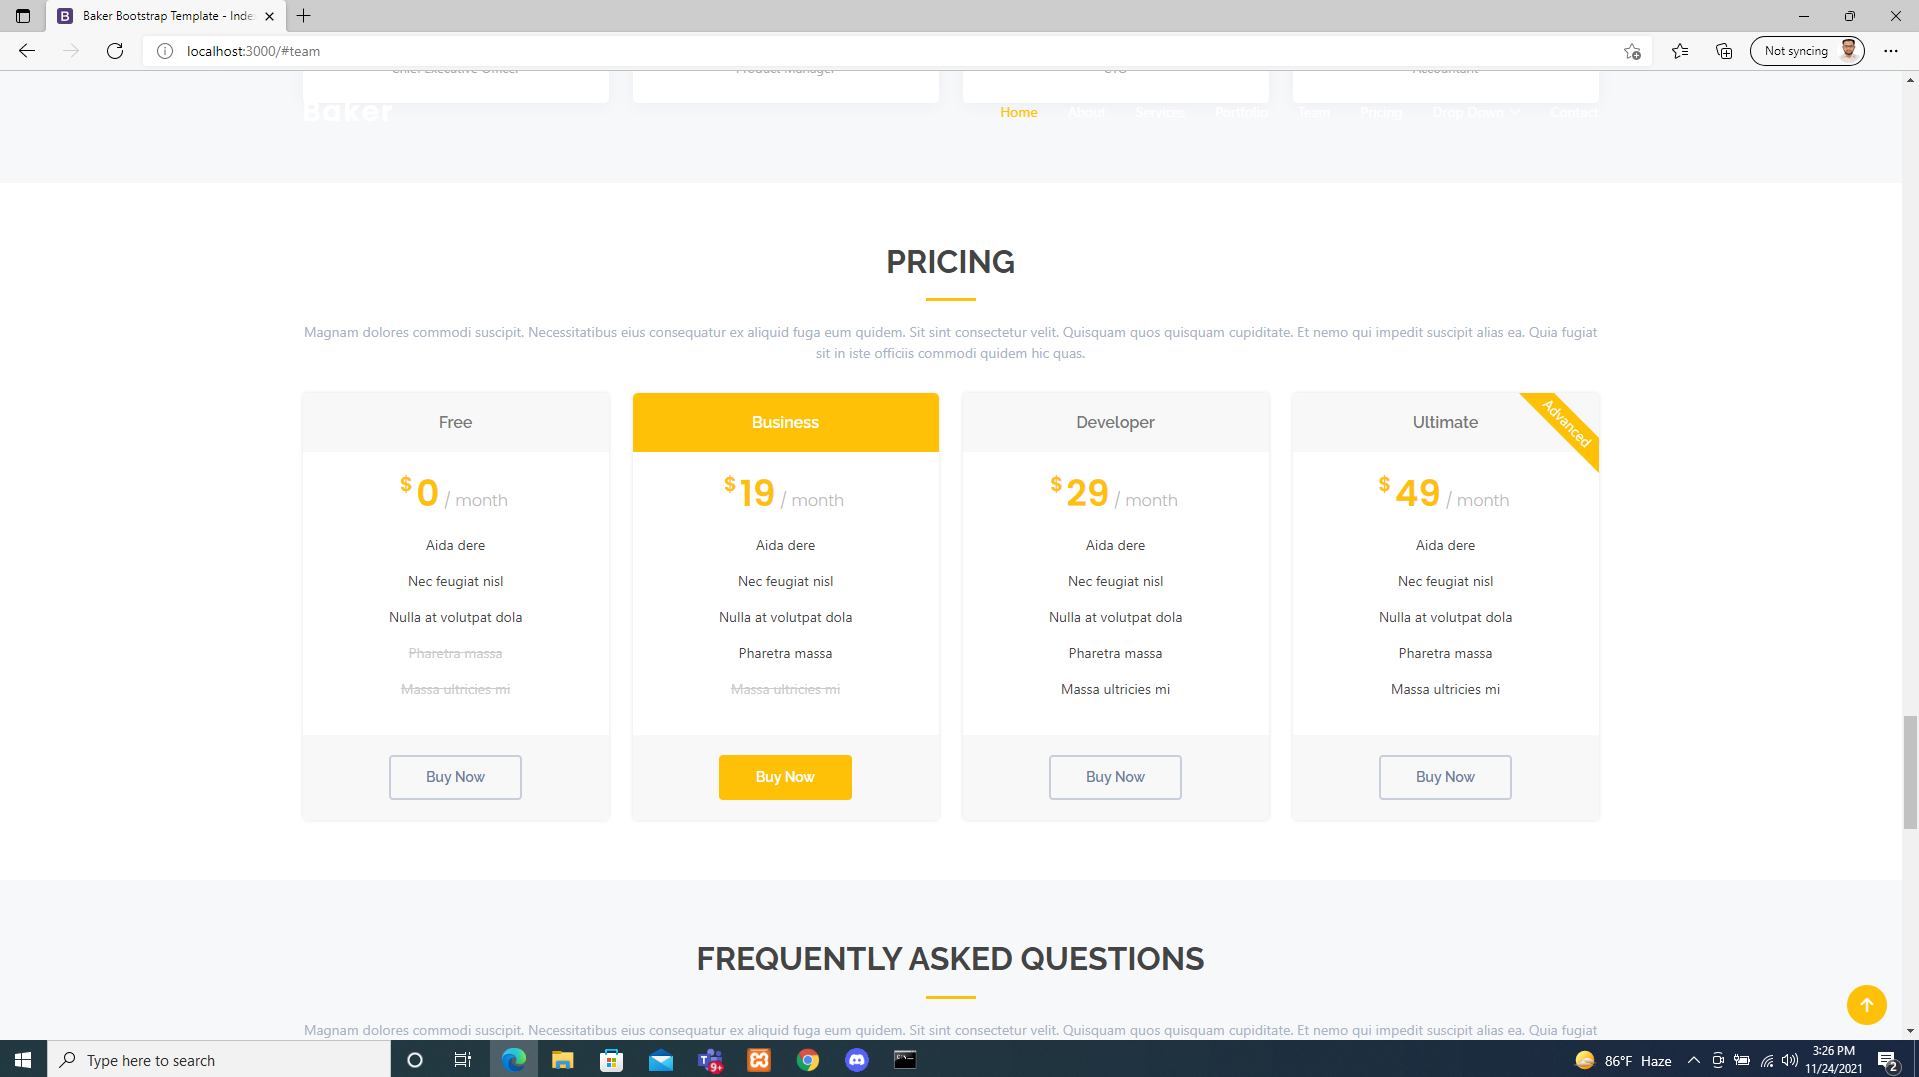 Baker Bootstrap Template - Inde
localhost:3000/#team
Not syncing
Chief Executive Officer
Product Manager
CTO
Accountant
Baker
Home About Services Portfolio Team Pricing Drop Down Contact
PRICING
Magnam dolores commodi suscipit. Necessitatibus eius consequatur ex aliquid fuga eum quidem. Sit sint consectetur velit. Quisquam quos quisquam cupiditate. Et nemo qui impedit suscipit alias ea. Quia fugiat
sit in iste officiis commodi quidem hic quas.
Free
$0 / month
Aida dere
Nec feugiat nisl
Nulla at volutpat dola
Pharetra massa
Massa ultricies mi
Buy Now
Business
$19 / month
Aida dere
Nec feugiat nisl
Nulla at volutpat dola
Pharetra massa
Massa ultricies mi
Buy Now
Developer
$29 / month
Aida dere
Nec feugiat nisl
Nulla at volutpat dola
Pharetra massa
Massa ultricies mi
Buy Now
Ultimate
Advanced
$49 / month
Aida dere
Nec feugiat nisl
Nulla at volutpat dola
Pharetra massa
Massa ultricies mi
Buy Now
FREQUENTLY ASKED QUESTIONS
Magnam dolores commodi suscipit. Necessitatibus eius consequatur ex aliquid fuga eum quidem. Sit sint consectetur velit. Quisquam quos quisquam cupiditate. Et nemo qui impedit suscipit alias ea. Quia fugiat
Type here to search
9+
86°F Haze
3:26 PM
11/24/2021
2